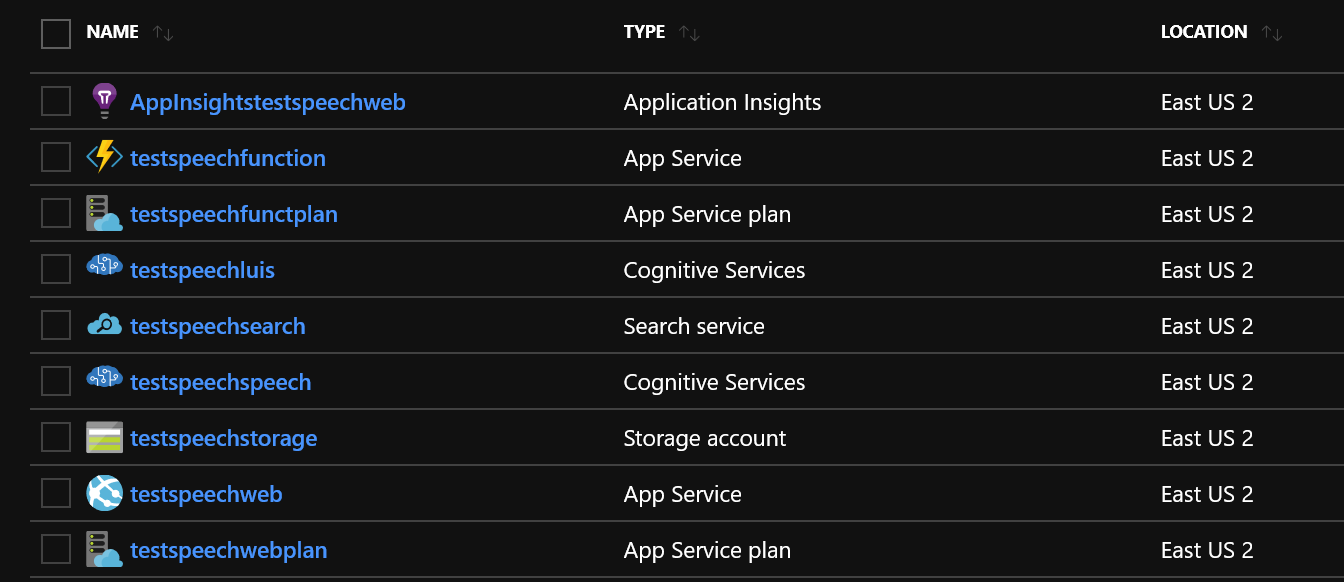 NAME TYPE LOCATION
AppInsightstestspeechweb Application Insights East US 2
testspeechfunction App Service East US 2
testspeechfunctplan App Service plan East US 2
testspeechluis Cognitive Services East US 2
testspeechsearch Search service East US 2
testspeechspeech Cognitive Services East US 2
testspeechstorage Storage account East US 2
testspeechweb App Service East US 2
testspeechwebplan App Service plan East US 2